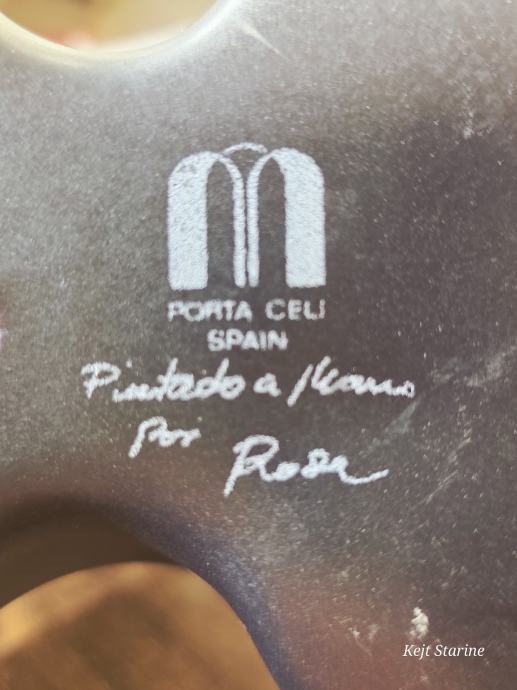 PORTA CELI
SPAIN
Pintado a Mano
Por Rosa
Kejt Starine